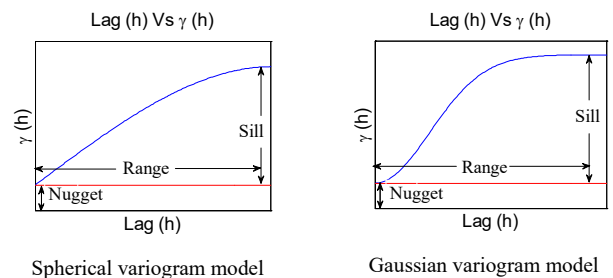 Lag (h) Vs γ (h)
γ (h)
Sill
Range
Nugget
Lag (h)
Spherical variogram model
Lag (h) Vs γ (h)
γ (h)
Sill
Range
Nugget
Lag (h)
Gaussian variogram model